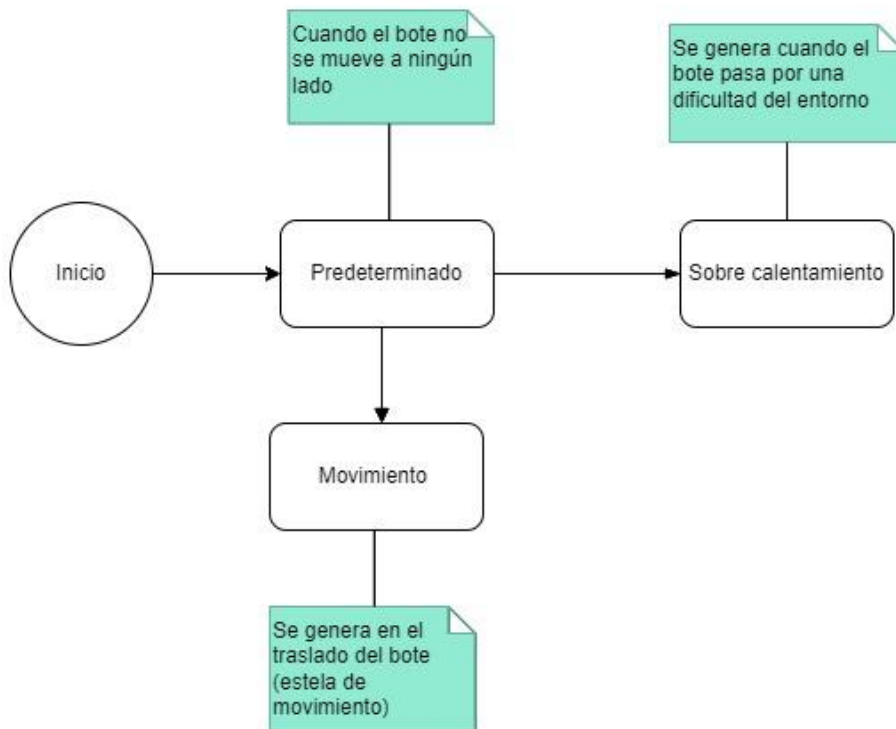 Cuando el bote no
se mueve a ningún
lado
Se genera cuando el
bote pasa por una
dificultad del entorno
Inicio
Predeterminado
Sobre calentamiento
Movimiento
Se genera en el
traslado del bote
(estela de
movimiento)